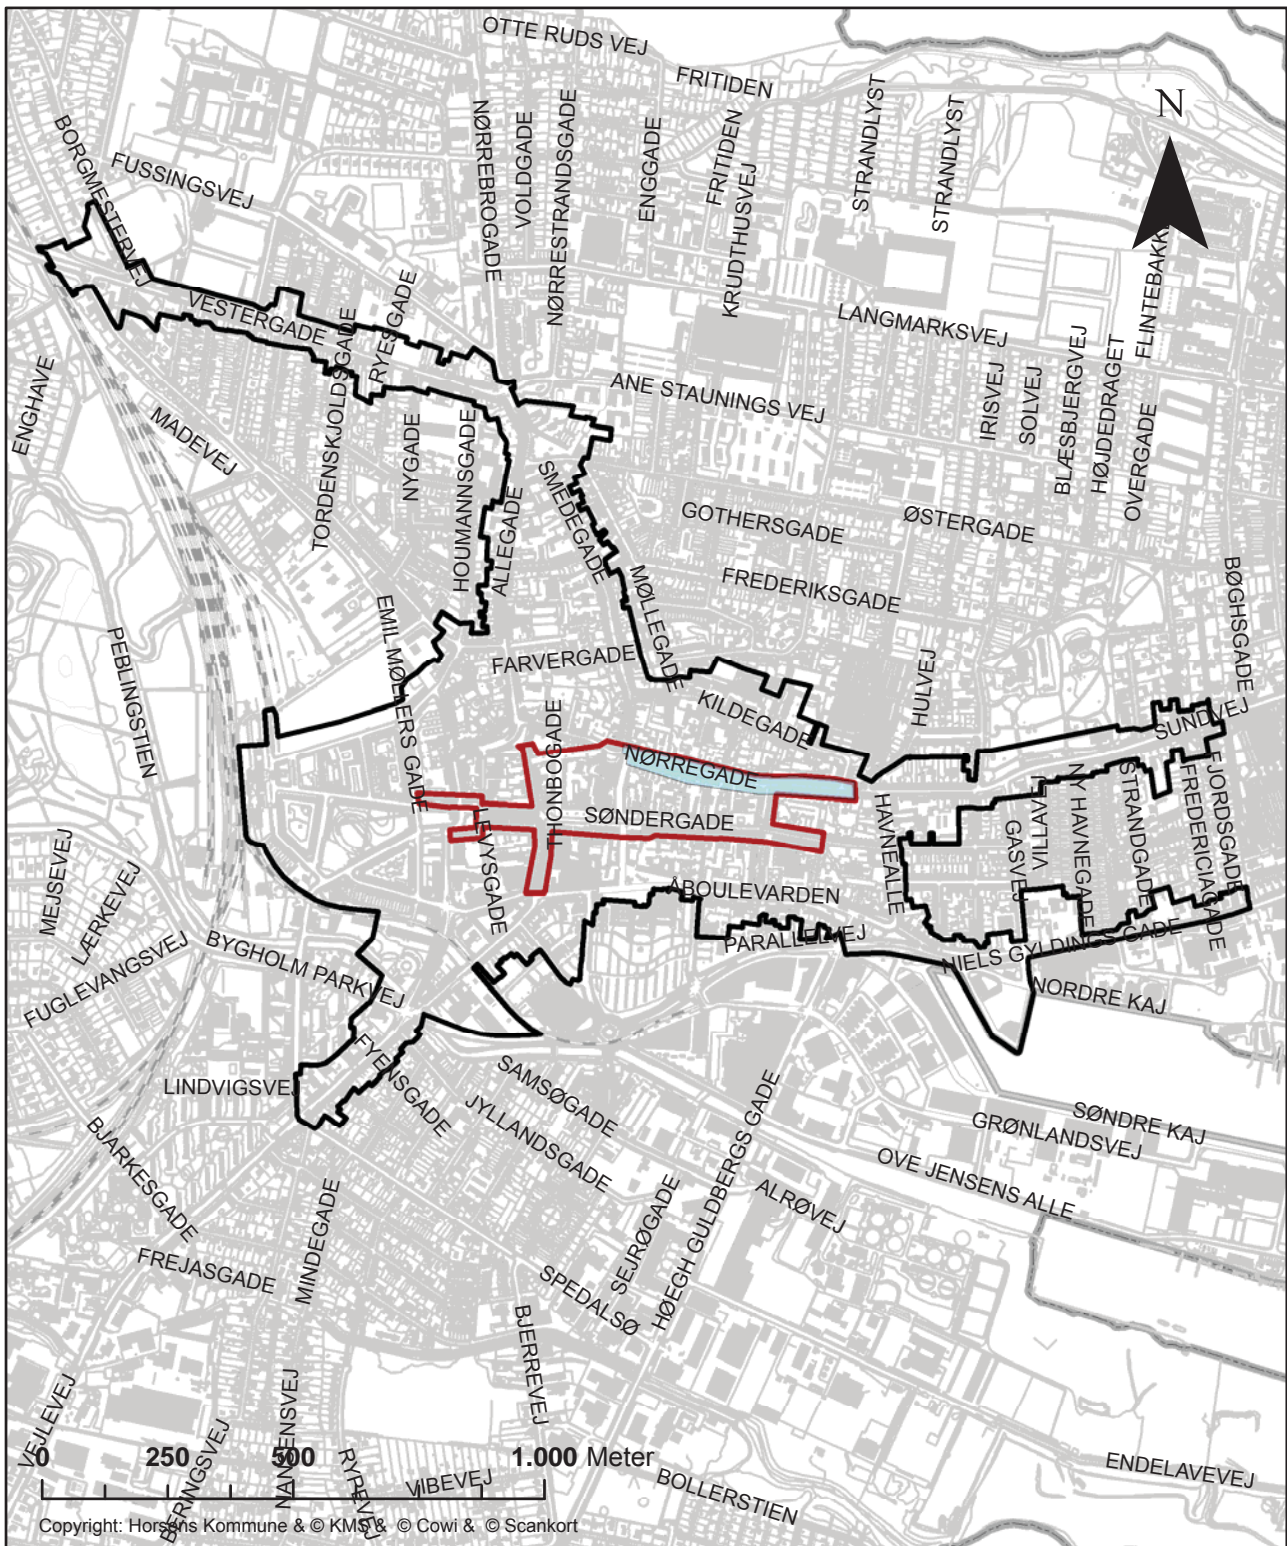 OTTE RUDS VEJ
FRITIDEN
N
BORGMESTERVEJ
FUSSINGSVEJ
NØRREBROGADE
VOLDGADE
NØRRESTRANDSGADE
ENGGADE
FRITIDEN
KRUDTHUSVEJ
STRANDLYST
STRANDLYST
VESTERGADE
RYESGADE
LANGMARKSVEJ
ENGHAVE
MADEVEJ
TORDENSKJOLDSGADE
NYGADE
HOUMANNSGADE
ALLEGADE
SMEDEGADE
ANE STAUNINGS VEJ
IRISVEJ
SOLVEJ
BLÆSBJERGVEJ
HØJDEDRAGET
OVERGADE
GOTHERSGADE
ØSTERGADE
FREDERIKSGADE
BØGHSGADE
EMIL MØLLERS GADE
FARVERGADE
MØLLEGADE
PEBLINGSTIEN
KILDEGADE
HULVEJ
SUNDVEJ
THONBOGADE
NØRREGADE
SØNDERGADE
LEVYSGADE
HAVNEALLE
GASVEJ
VILLAVEJ
NY HAVNEGADE
STRANDGADE
FREDERICIAGADE
FJORDSGADE
MEJSEVEJ
LÆRKEVEJ
ÅBOULEVARDEN
PARALLELVEJ
NIELS GYLDINGS GADE
FUGLEVANGSVEJ
BYGHOLM PARKVEJ
NORDRE KAJ
FYENSGADE
LINDVIGSVEJ
SAMSØGADE
JYLLANDSGADE
SØNDRE KAJ
GRØNLANDSVEJ
BJARKESGADE
OVE JENSENS ALLE
ALRØVEJ
MINDEGADE
SEJRØGADE
HØEGH GULDBERGS GADE
FREJASGADE
SPEDALSØ
BJERREVEJ
VEJLEVEJ
BERINGSVEJ
NANSENSVEJ
RYPEVEJ
VIBEVEJ
BOLLERSTIEN
ENDELAVEVEJ
0 250 500 1.000 Meter
Copyright: Horsens Kommune & © KMS & © Cowi & © Scankort